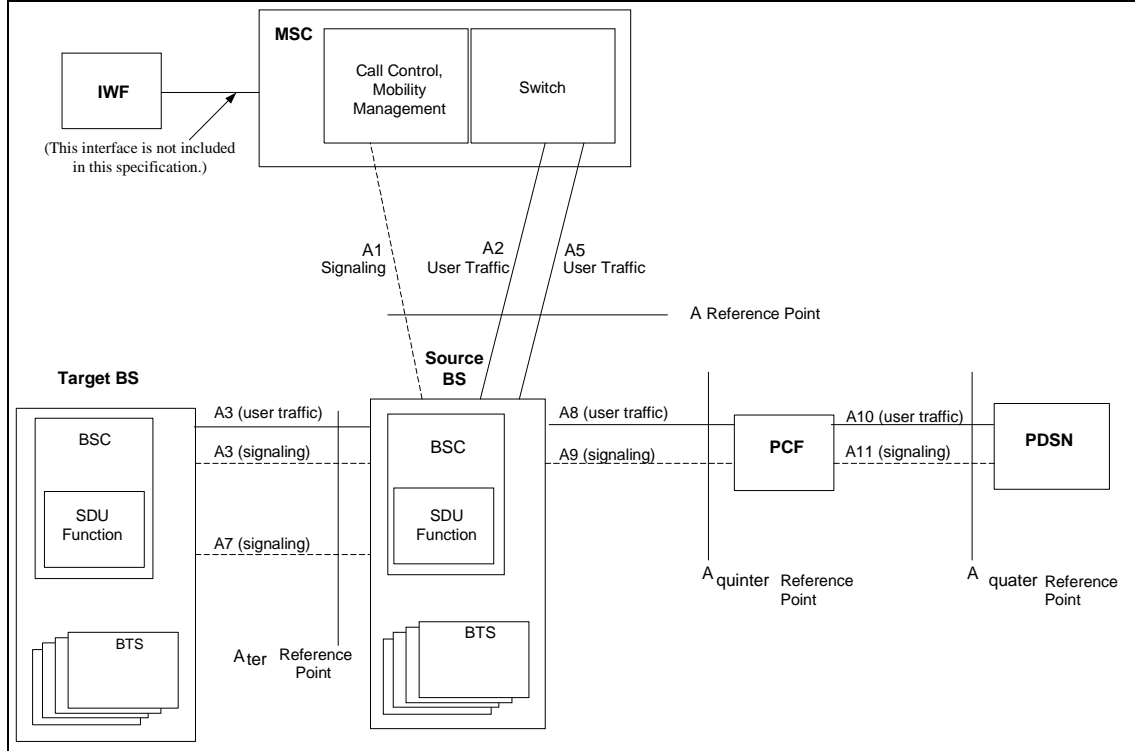 MSC
IWF
Call Control,
Mobility
Management
Switch
(This interface is not included
in this specification.)
A1
Signaling
A2
User Traffic
A5
User Traffic
A Reference Point
Target BS
Source
BS
A3 (user traffic)
A3 (signaling)
A7 (signaling)
BSC
SDU
Function
BTS
A ter Reference
Point
BSC
SDU
Function
BTS
A8 (user traffic)
A9 (signaling)
PCF
A10 (user traffic)
A11 (signaling)
PDSN
A quinter Reference
Point
A quater Reference
Point